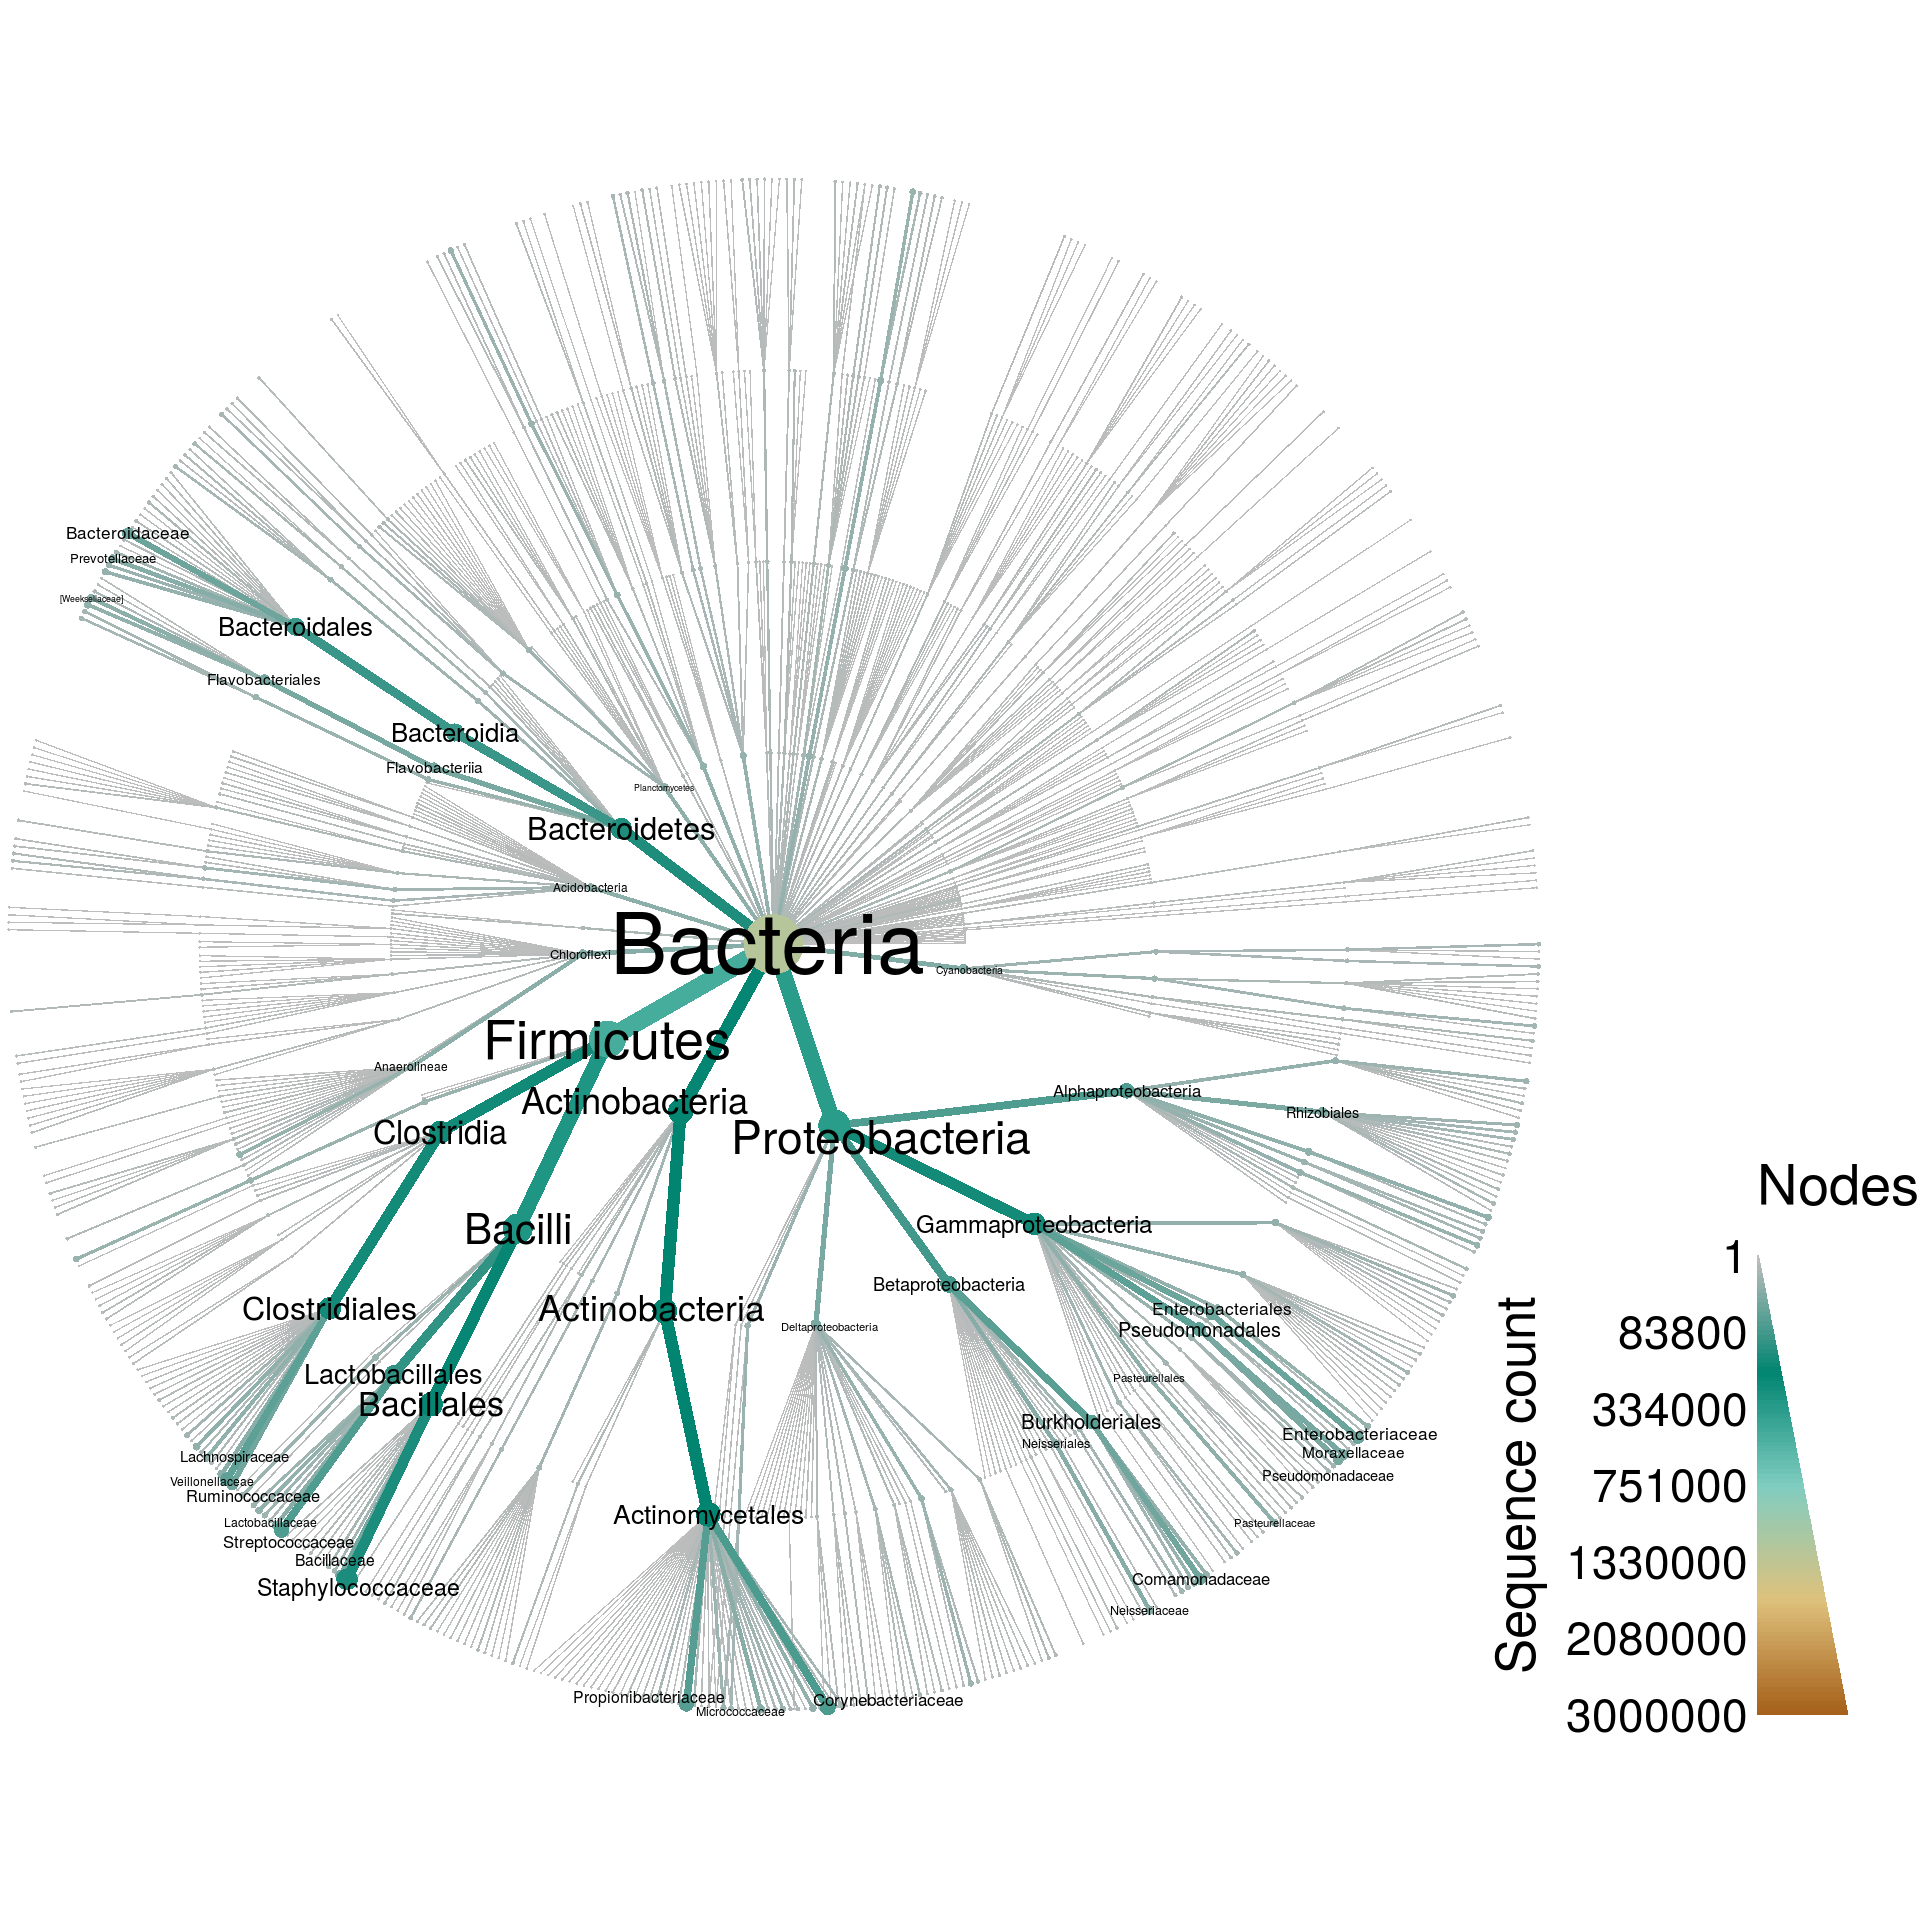 Bacteroidaceae
Prevotellaceae
[Weeksellaceae]
Bacteroidales
Flavobacteriales
Bacteroidia
Flavobacteriia
Planctomycetes
Bacteroidetes
Acidobacteria
Bacteria
Chloroflexi
Cyanobacteria
Firmicutes
Anaerolineae
Actinobacteria
Alphaproteobacteria
Rhizobiales
Clostridia
Proteobacteria
Bacilli
Gammaproteobacteria
Betaproteobacteria
Clostridiales
Actinobacteria
Enterobacteriales
Deltaproteobacteria
Pseudomonadales
Lactobacillales
Pasteurellales
Bacillales
Burkholderiales
Neisseriales
Enterobacteriaceae
Moraxellaceae
Lachnospiraceae
Pseudomonadaceae
Veillonellaceae
Ruminococcaceae
Actinomycetales
Lactobacillaceae
Pasteurellaceae
Streptococcaceae
Bacillaceae
Staphylococcaceae
Comamonadaceae
Neisseriaceae
Propionibacteriaceae
Corynebacteriaceae
Micrococcaceae
Nodes
Sequence count
1
83800
334000
751000
1330000
2080000
3000000